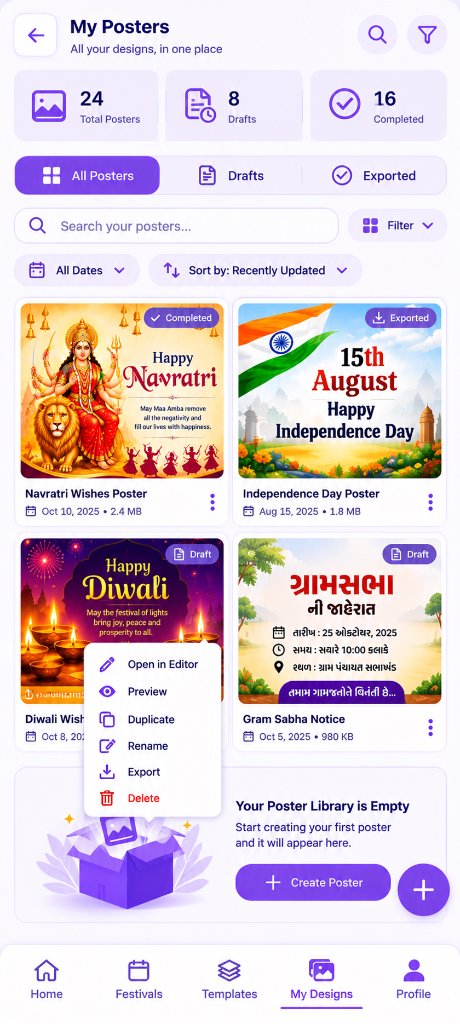 My Posters
All your designs, in one place
24
Total Posters
8
Drafts
16
Completed
All Posters
Drafts
Exported
Search your posters...
Filter
All Dates
Sort by: Recently Updated
Completed
Happy
Navratri
May Maa Amba remove
all the negativity and
fill our lives with happiness.
Navratri Wishes Poster
Oct 10, 2025 • 2.4 MB
Exported
15th
August
Happy
Independence Day
Independence Day Poster
Aug 15, 2025 • 1.8 MB
Draft
Happy
Diwali
May the festival of lights
bring joy, peace and
prosperity to all.
Diwali Wish
Oct 8, 202
Open in Editor
Preview
Duplicate
Rename
Export
Delete
Draft
ગ્રામસભા
ની જાહેરાત
તારીખ : 25 ઓક્ટોબર, 2025
સમય : સવારે 10:00 કલાકે
સ્થળ : ગ્રામ પંચાયત સભાખંડ
તમામ ગામજનોને વિનંતી છે...
Gram Sabha Notice
Oct 5, 2025 • 980 KB
Your Poster Library is Empty
Start creating your first poster
and it will appear here.
Create Poster
Home
Festivals
Templates
My Designs
Profile